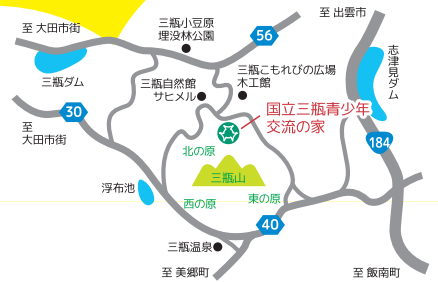 至 大田市街
三瓶小豆原
埋没林公園
56
至 出雲市
三瓶ダム
三瓶自然館
サヒメル
三瓶こもれびの広場
木工館
志津見ダム
30
国立三瓶青少年
交流の家
至
大田市街
184
北の原
三瓶山
浮布池
西の原
東の原
40
三瓶温泉
至 美郷町
至 飯南町